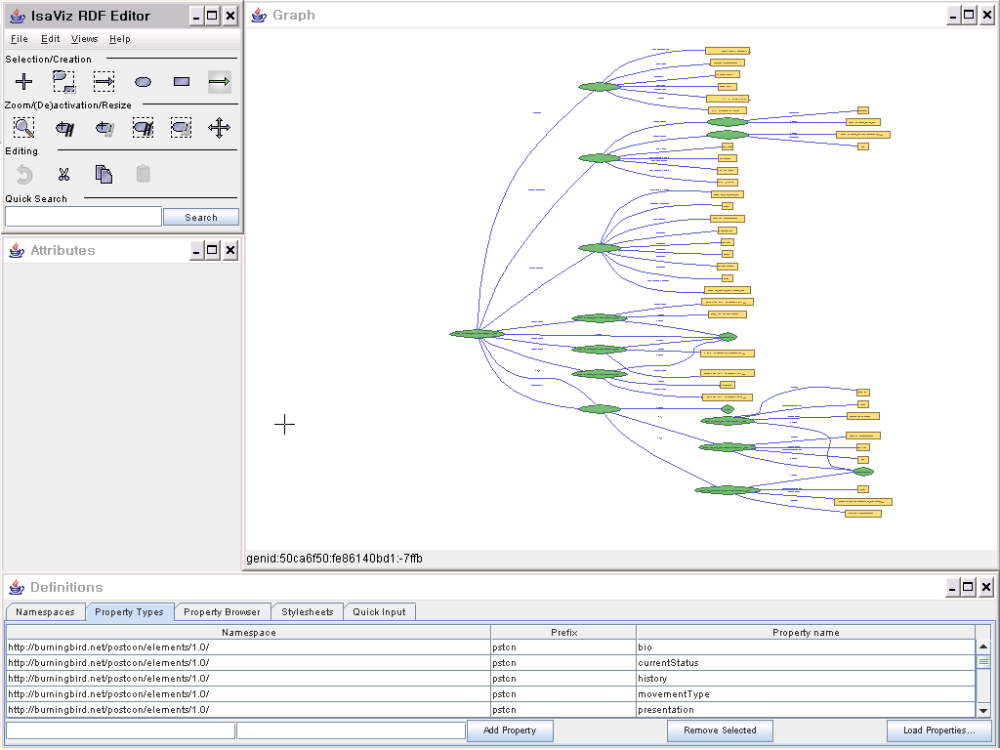 IsaViz RDF Editor
File Edit Views Help
Selection/Creation
Zoom/(De)activation/Resize
Editing
Quick Search
Search
Attributes
Graph
genid:50ca6f50:fe86140bd1:-7ffb
Definitions
Namespaces Property Types Property Browser Stylesheets Quick Input
Namespace Prefix Property name
http://burningbird.net/postcon/elements/1.0/ pstcn bio
http://burningbird.net/postcon/elements/1.0/ pstcn currentStatus
http://burningbird.net/postcon/elements/1.0/ pstcn history
http://burningbird.net/postcon/elements/1.0/ pstcn movementType
http://burningbird.net/postcon/elements/1.0/ pstcn presentation
Add Property Remove Selected Load Properties...